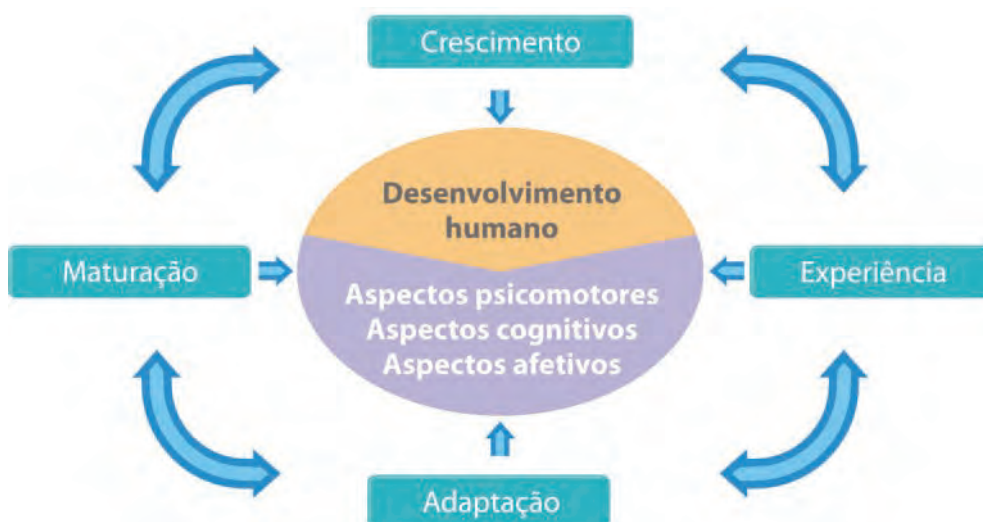 Crescimento
Desenvolvimento
humano
Maturação
Experiência
Aspectos psicomotores
Aspectos cognitivos
Aspectos afetivos
Adaptação